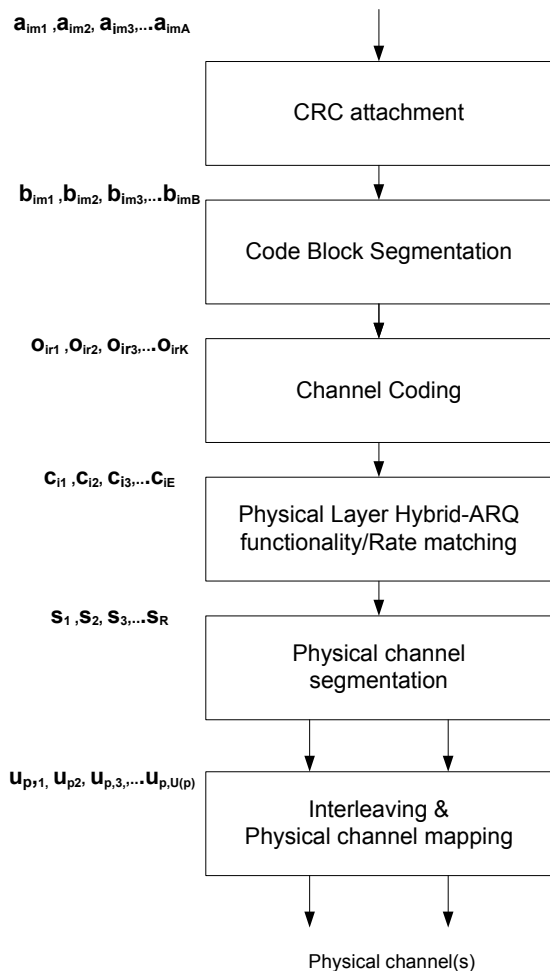 a_im1 ,a_im2, a_im3,...a_imA
CRC attachment
b_im1 ,b_im2, b_im3,...b_imB
Code Block Segmentation
o_ir1 ,o_ir2, o_ir3,...o_irK
Channel Coding
c_i1 ,c_i2, c_i3,...c_iE
Physical Layer Hybrid-ARQ
functionality/Rate matching
s_1 ,s_2, s_3,...s_R
Physical channel
segmentation
u_p,1, u_p2, u_p,3,,...u_p,U(p)
Interleaving &
Physical channel mapping
Physical channel(s)